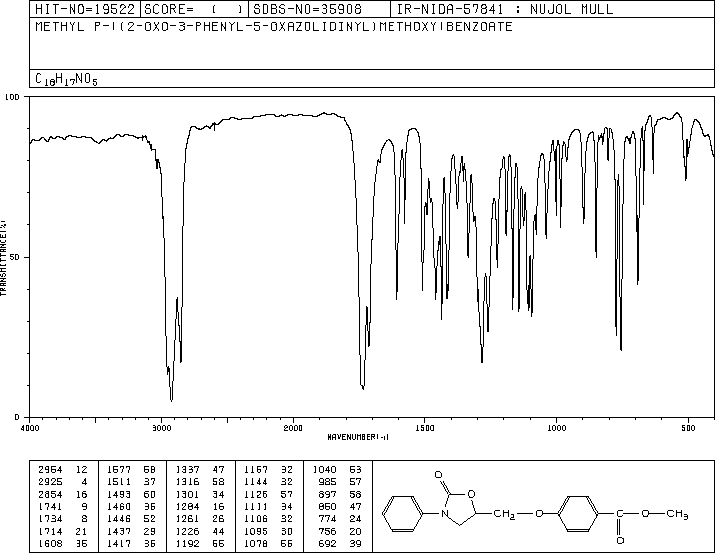 HIT-NO=19522 SCORE= ( ) SDBS-NO=35908 IR-NIDA-57841 : NUJOL MULL
METHYL P-((2-OXO-3-PHENYL-5-OXAZOLIDINYL)METHOXY)BENZOATE
C18H17NO5
100
50
0
TRANSMITTANCE(%)
4000 3000 2000 1500 1000 500
WAVENUMBER(-1)
2954 12 1577 58 1337 47 1167 32 1040 53
2925 4 1511 37 1316 58 1144 32 985 57
2854 16 1493 60 1301 34 1126 57 897 58
1741 9 1460 36 1284 16 1111 34 850 47
1734 8 1446 52 1261 26 1106 32 774 24
1714 21 1437 29 1226 44 1095 30 756 20
1608 35 1417 35 1192 55 1078 55 692 39
O
O
N
CH2
O
C
O
CH3
O